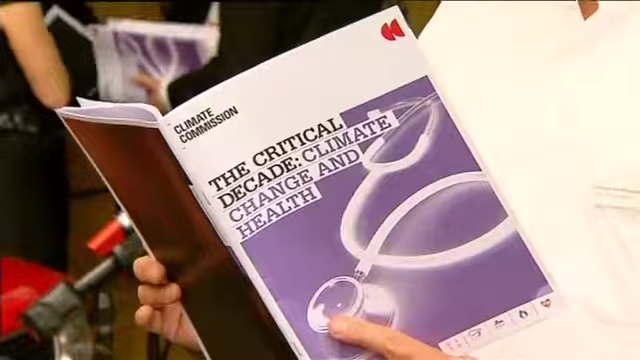 CLIMATE
COMMISSION
THE CRITICAL
DECADE: CLIMATE
CHANGE AND
HEALTH